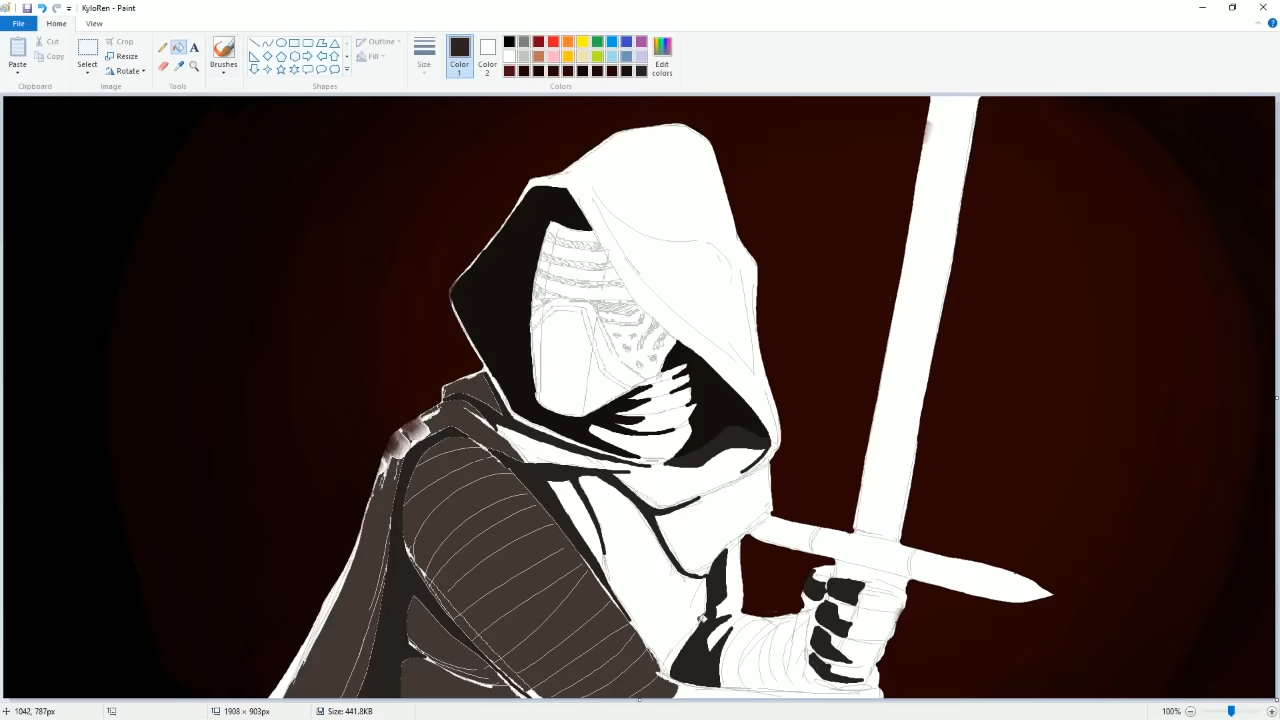 KyloRen - Paint
File Home View
Paste
Cut
Copy
Clipboard
Select
Crop
Resize
Rotate
Image
A
Tools
Brushes
Outline
Fill
Shapes
Size
Color 1
Color 2
Colors
Edit colors
1042, 787px
1908 × 903px
Size: 441.8KB
100%